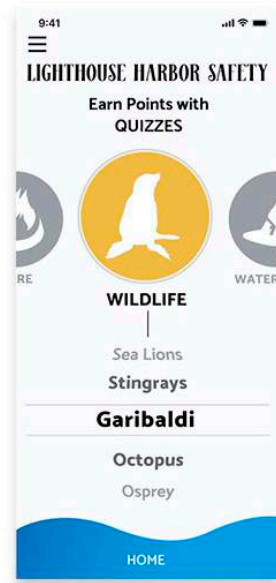 9:41
LIGHTHOUSE HARBOR SAFETY
Earn Points with
QUIZZES
RE
WATER
WILDLIFE
Sea Lions
Stingrays
Garibaldi
Octopus
Osprey
HOME